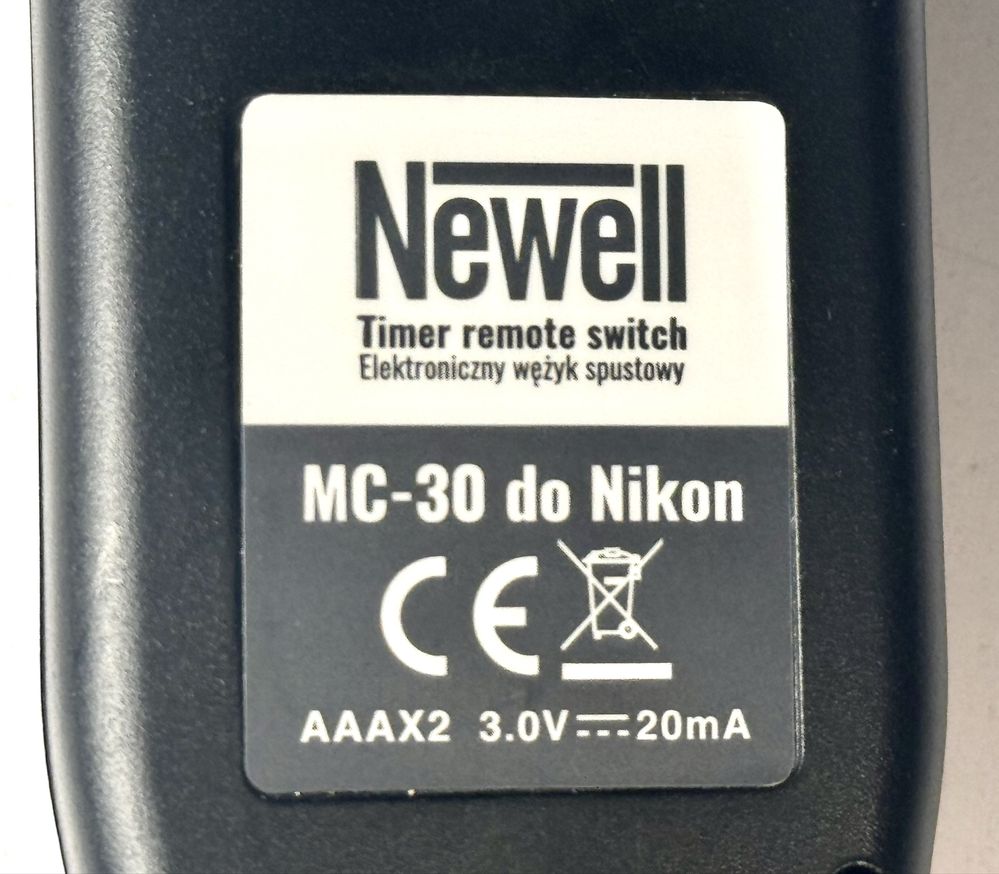 Newell
Timer remote switch
Elektroniczny wężyk spustowy
MC-30 do Nikon
CE
AAAX2 3.0V⎓20mA